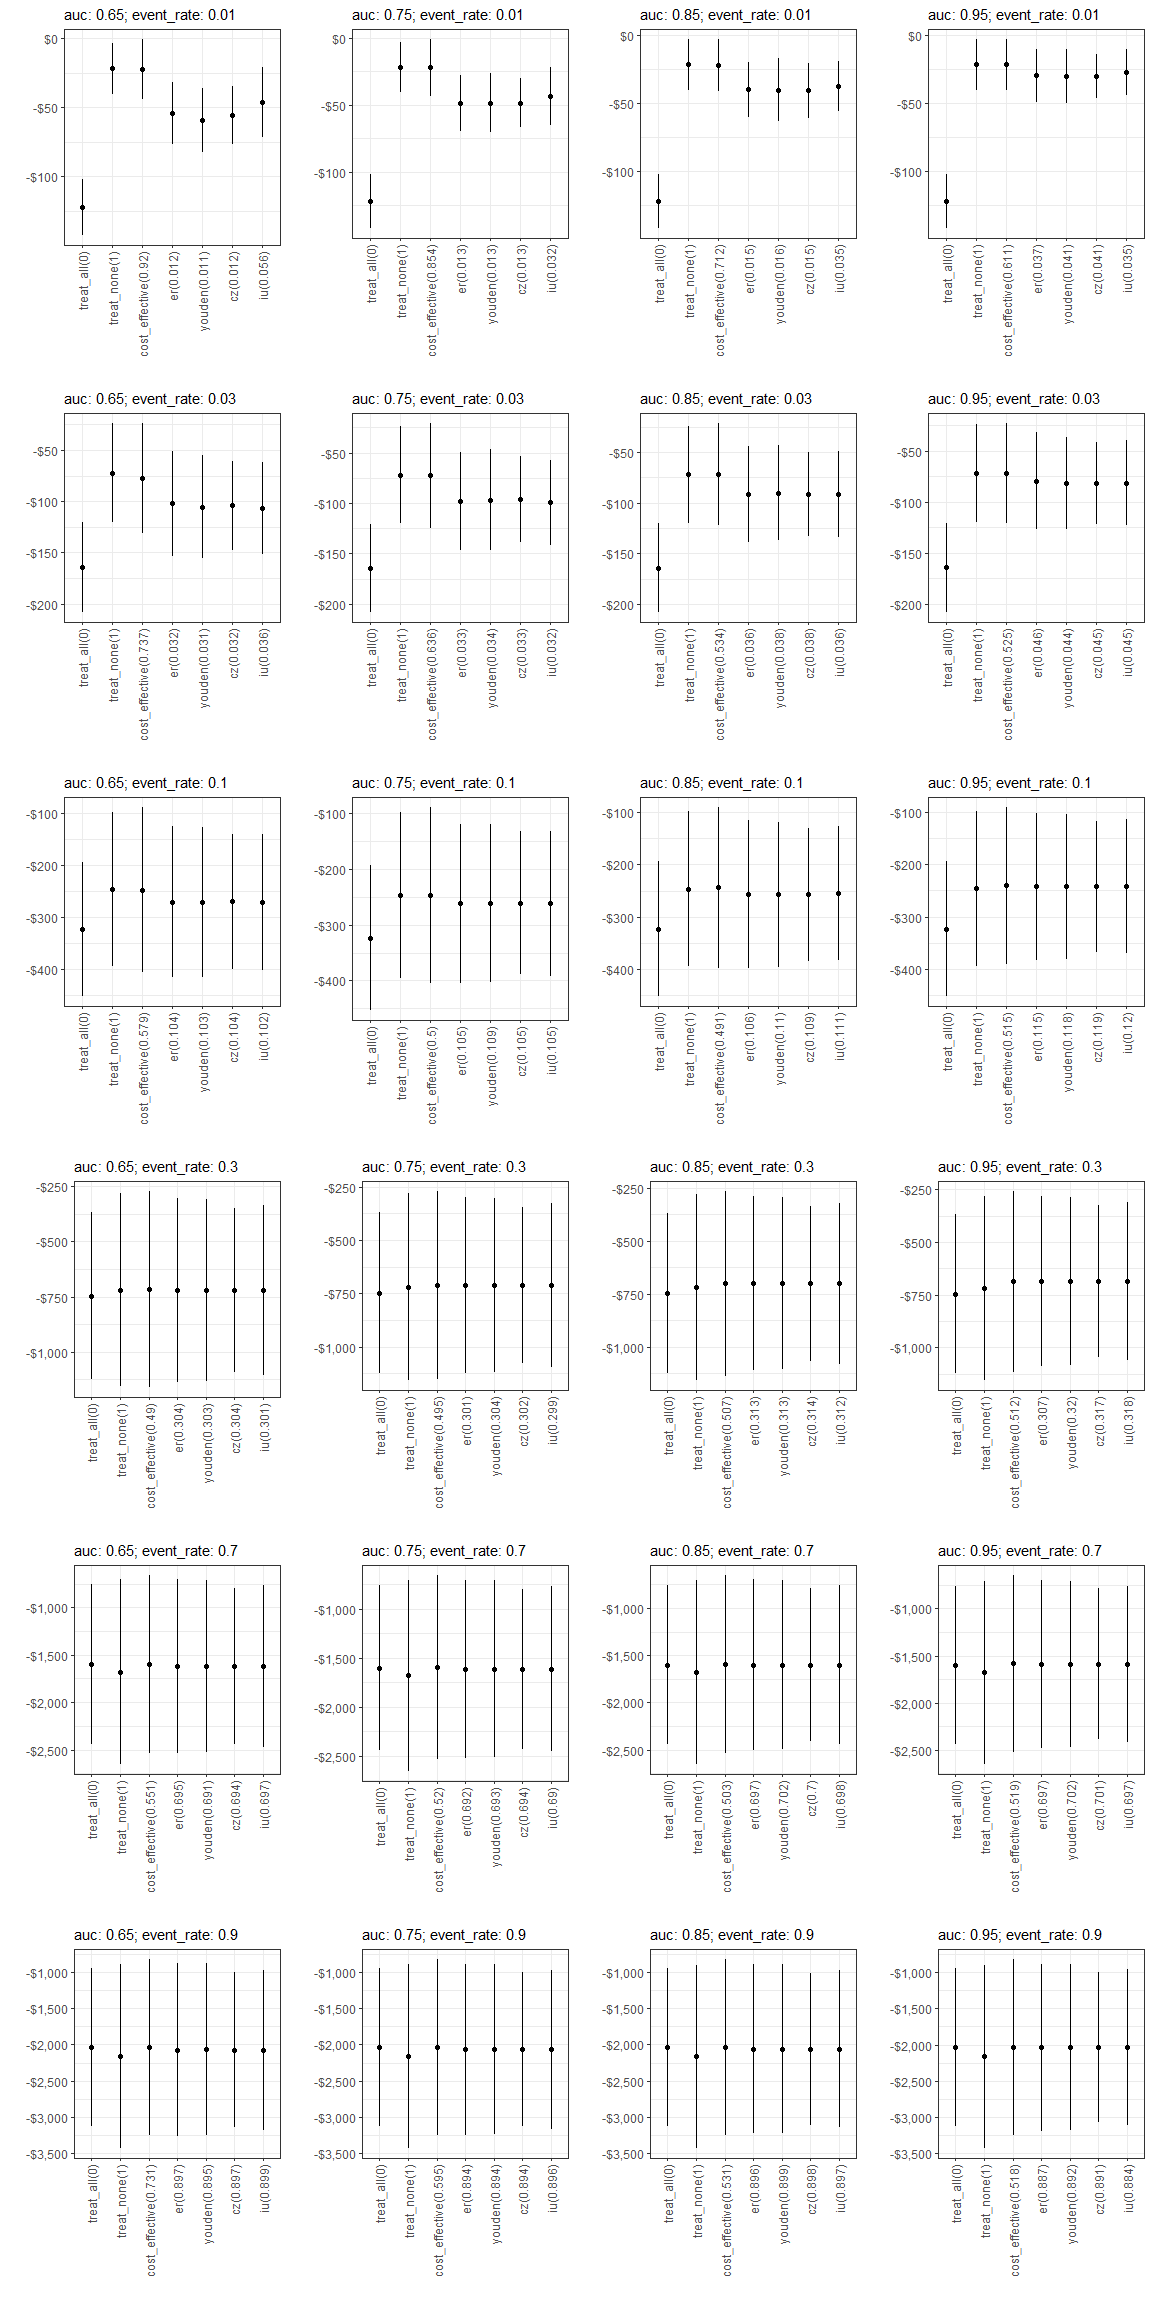 auc: 0.65; event_rate: 0.01
$0
-$50
-$100
treat_all(0)
treat_none(1)
cost_effective(0.92)
er(0.012)
youden(0.011)
cz(0.012)
iu(0.056)
auc: 0.75; event_rate: 0.01
$0
-$50
-$100
treat_all(0)
treat_none(1)
cost_effective(0.854)
er(0.013)
youden(0.013)
cz(0.013)
iu(0.032)
auc: 0.85; event_rate: 0.01
$0
-$50
-$100
treat_all(0)
treat_none(1)
cost_effective(0.712)
er(0.015)
youden(0.016)
cz(0.015)
iu(0.035)
auc: 0.95; event_rate: 0.01
$0
-$50
-$100
treat_all(0)
treat_none(1)
cost_effective(0.611)
er(0.037)
youden(0.041)
cz(0.041)
iu(0.035)
auc: 0.65; event_rate: 0.03
-$50
-$100
-$150
-$200
treat_all(0)
treat_none(1)
cost_effective(0.737)
er(0.032)
youden(0.031)
cz(0.032)
iu(0.036)
auc: 0.75; event_rate: 0.03
-$50
-$100
-$150
-$200
treat_all(0)
treat_none(1)
cost_effective(0.636)
er(0.033)
youden(0.034)
cz(0.033)
iu(0.032)
auc: 0.85; event_rate: 0.03
-$50
-$100
-$150
-$200
treat_all(0)
treat_none(1)
cost_effective(0.534)
er(0.036)
youden(0.038)
cz(0.038)
iu(0.036)
auc: 0.95; event_rate: 0.03
-$50
-$100
-$150
-$200
treat_all(0)
treat_none(1)
cost_effective(0.525)
er(0.046)
youden(0.044)
cz(0.045)
iu(0.045)
auc: 0.65; event_rate: 0.1
-$100
-$200
-$300
-$400
treat_all(0)
treat_none(1)
cost_effective(0.579)
er(0.104)
youden(0.103)
cz(0.104)
iu(0.102)
auc: 0.75; event_rate: 0.1
-$100
-$200
-$300
-$400
treat_all(0)
treat_none(1)
cost_effective(0.5)
er(0.105)
youden(0.109)
cz(0.105)
iu(0.105)
auc: 0.85; event_rate: 0.1
-$100
-$200
-$300
-$400
treat_all(0)
treat_none(1)
cost_effective(0.491)
er(0.106)
youden(0.11)
cz(0.109)
iu(0.111)
auc: 0.95; event_rate: 0.1
-$100
-$200
-$300
-$400
treat_all(0)
treat_none(1)
cost_effective(0.515)
er(0.115)
youden(0.118)
cz(0.119)
iu(0.12)
auc: 0.65; event_rate: 0.3
-$250
-$500
-$750
-$1,000
treat_all(0)
treat_none(1)
cost_effective(0.49)
er(0.304)
youden(0.303)
cz(0.304)
iu(0.301)
auc: 0.75; event_rate: 0.3
-$250
-$500
-$750
-$1,000
treat_all(0)
treat_none(1)
cost_effective(0.495)
er(0.301)
youden(0.304)
cz(0.302)
iu(0.299)
auc: 0.85; event_rate: 0.3
-$250
-$500
-$750
-$1,000
treat_all(0)
treat_none(1)
cost_effective(0.507)
er(0.313)
youden(0.313)
cz(0.314)
iu(0.312)
auc: 0.95; event_rate: 0.3
-$250
-$500
-$750
-$1,000
treat_all(0)
treat_none(1)
cost_effective(0.512)
er(0.307)
youden(0.32)
cz(0.317)
iu(0.318)
auc: 0.65; event_rate: 0.7
-$1,000
-$1,500
-$2,000
-$2,500
treat_all(0)
treat_none(1)
cost_effective(0.551)
er(0.695)
youden(0.691)
cz(0.694)
iu(0.697)
auc: 0.75; event_rate: 0.7
-$1,000
-$1,500
-$2,000
-$2,500
treat_all(0)
treat_none(1)
cost_effective(0.52)
er(0.692)
youden(0.693)
cz(0.694)
iu(0.69)
auc: 0.85; event_rate: 0.7
-$1,000
-$1,500
-$2,000
-$2,500
treat_all(0)
treat_none(1)
cost_effective(0.503)
er(0.697)
youden(0.702)
cz(0.7)
iu(0.698)
auc: 0.95; event_rate: 0.7
-$1,000
-$1,500
-$2,000
-$2,500
treat_all(0)
treat_none(1)
cost_effective(0.519)
er(0.697)
youden(0.702)
cz(0.701)
iu(0.697)
auc: 0.65; event_rate: 0.9
-$1,000
-$1,500
-$2,000
-$2,500
-$3,000
-$3,500
treat_all(0)
treat_none(1)
cost_effective(0.731)
er(0.897)
youden(0.895)
cz(0.897)
iu(0.899)
auc: 0.75; event_rate: 0.9
-$1,000
-$1,500
-$2,000
-$2,500
-$3,000
-$3,500
treat_all(0)
treat_none(1)
cost_effective(0.595)
er(0.894)
youden(0.894)
cz(0.894)
iu(0.896)
auc: 0.85; event_rate: 0.9
-$1,000
-$1,500
-$2,000
-$2,500
-$3,000
-$3,500
treat_all(0)
treat_none(1)
cost_effective(0.531)
er(0.896)
youden(0.899)
cz(0.898)
iu(0.897)
auc: 0.95; event_rate: 0.9
-$1,000
-$1,500
-$2,000
-$2,500
-$3,000
-$3,500
treat_all(0)
treat_none(1)
cost_effective(0.518)
er(0.887)
youden(0.892)
cz(0.891)
iu(0.884)